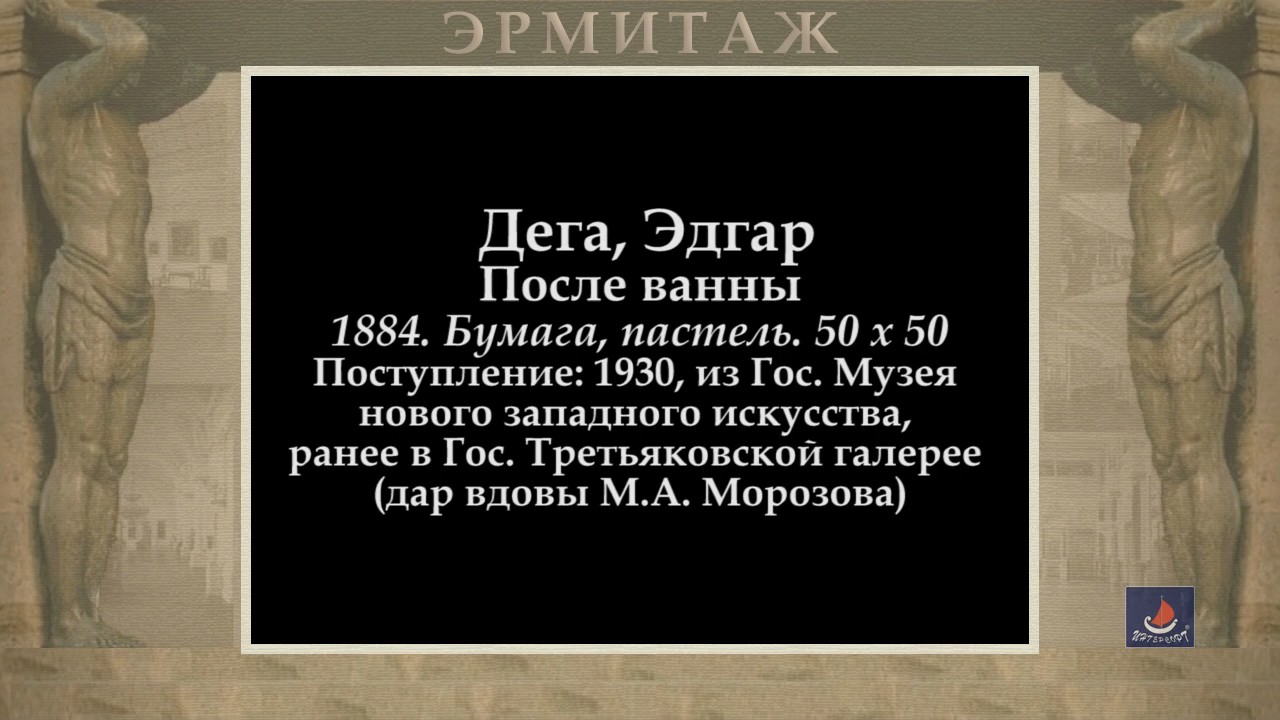 ЭРМИТАЖ
Дега, Эдгар
После ванны
1884. Бумага, пастель. 50 х 50
Поступление: 1930, из Гос. Музея
нового западного искусства,
ранее в Гос. Третьяковской галерее
(дар вдовы М.А. Морозова)
ИНТЕРСОФТ®